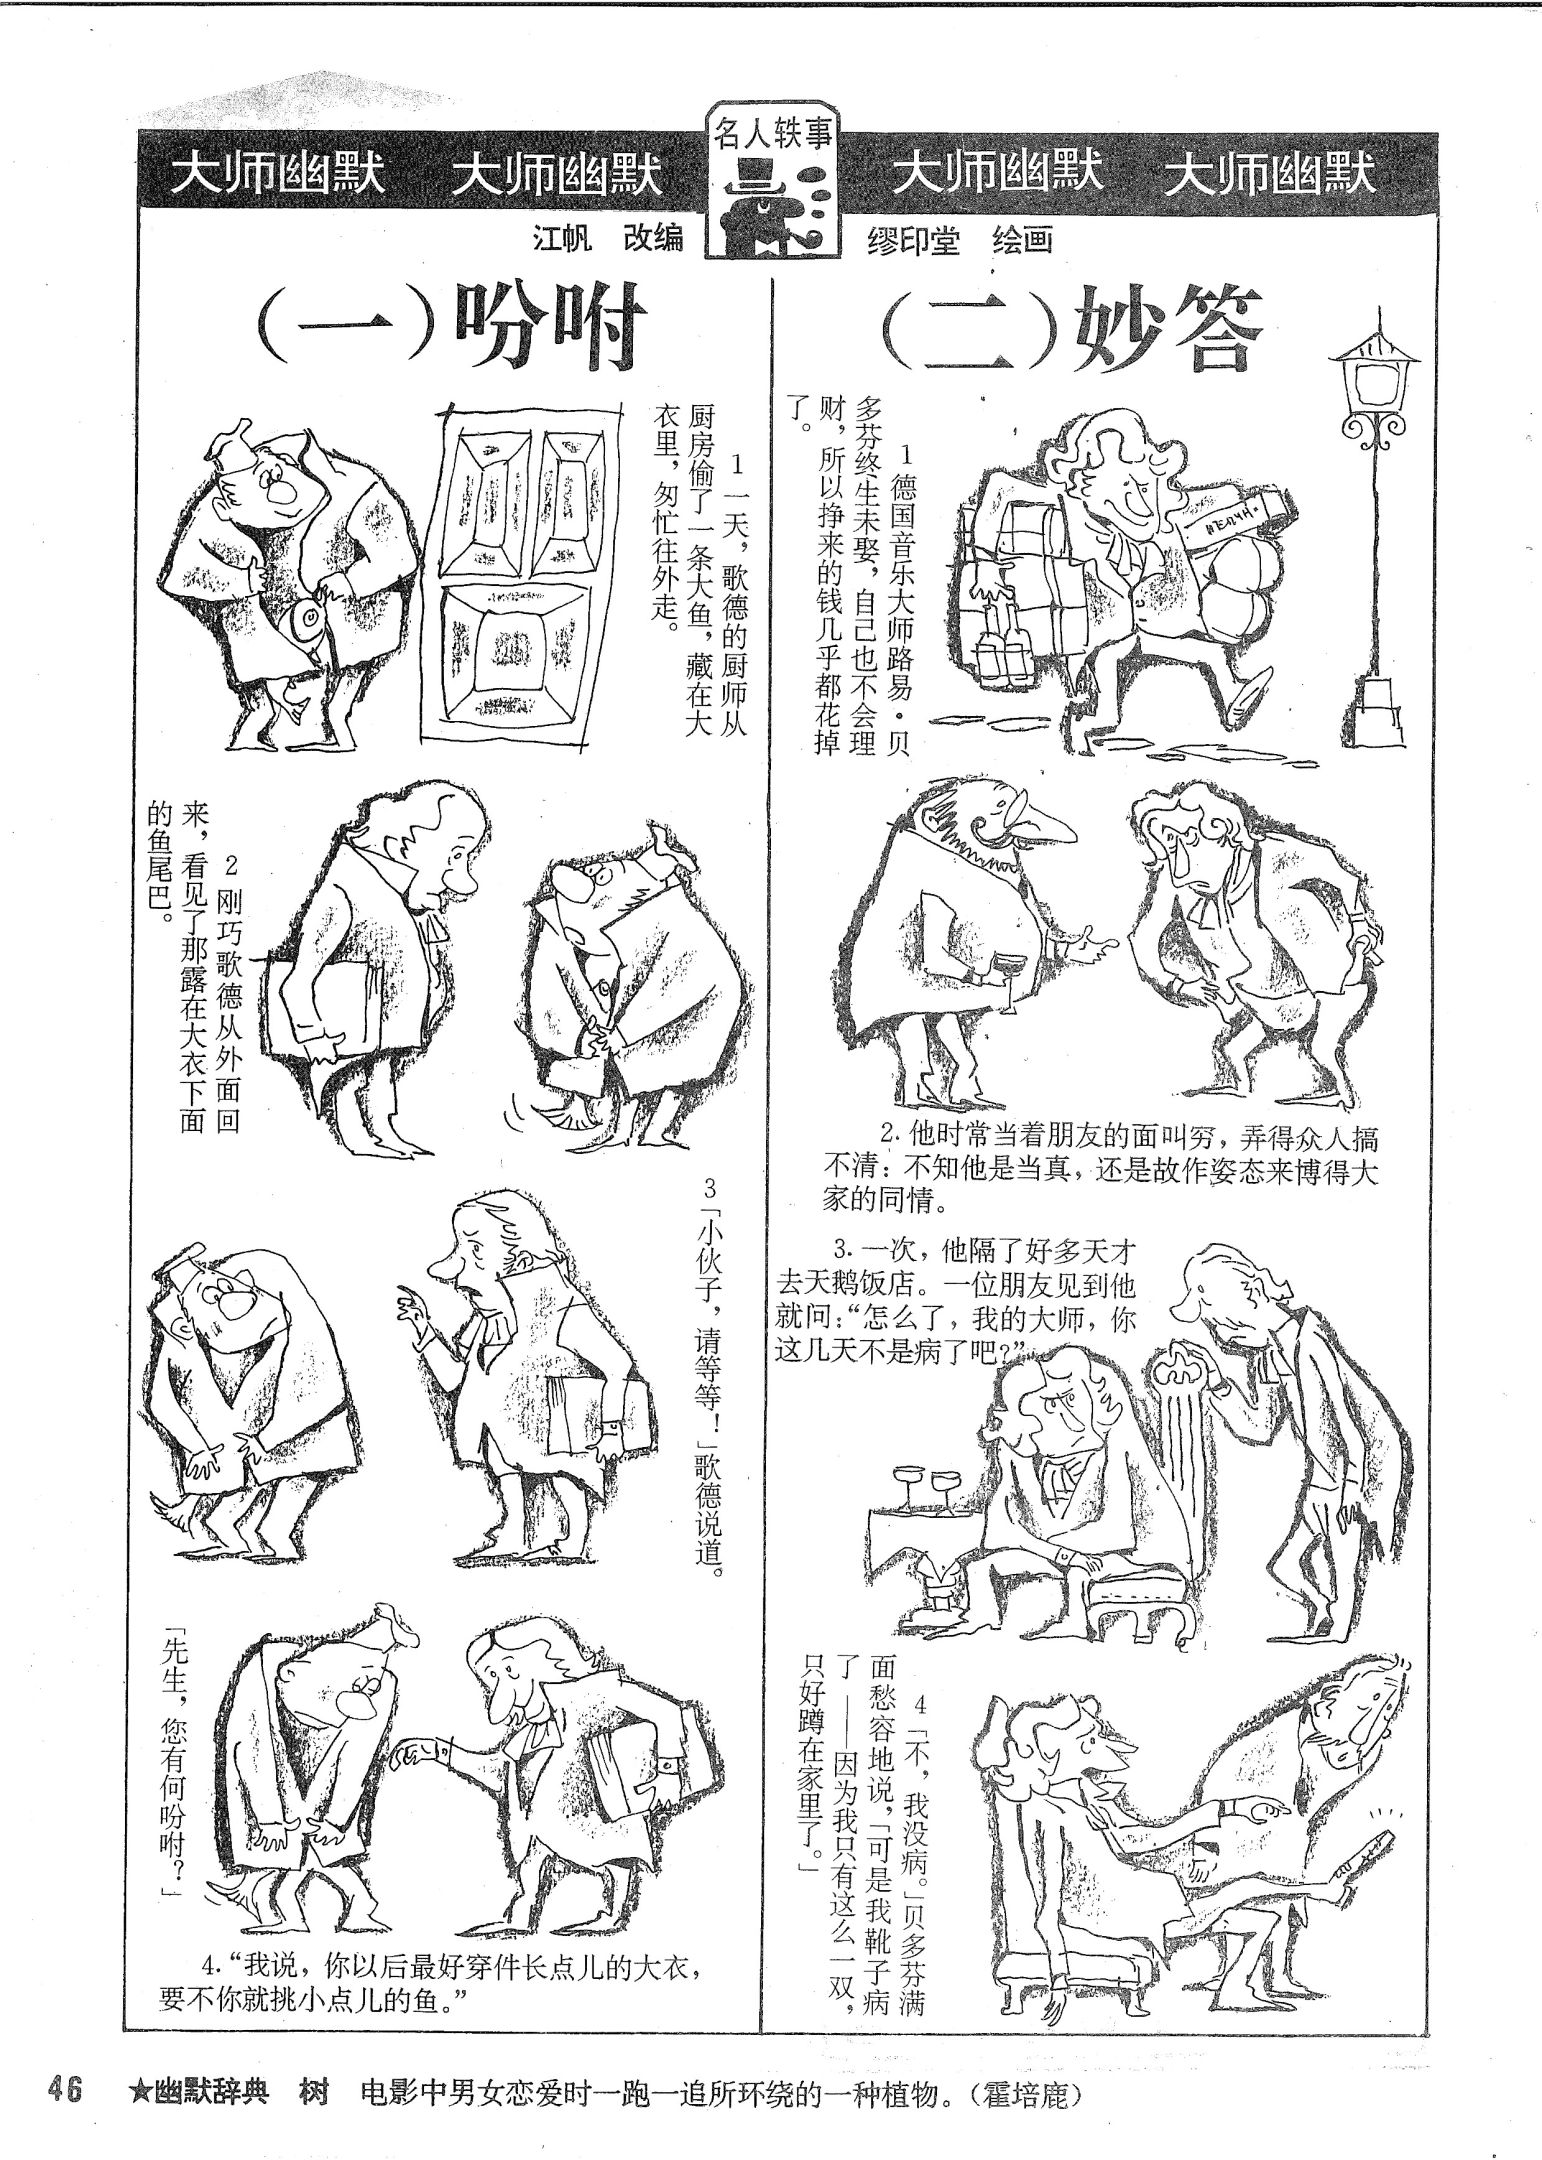 名人轶事
大师幽默　大师幽默　大师幽默　大师幽默
江帆　改编　缪印堂　绘画
（一）吩咐
1一天，歌德的厨师从
厨房偷了一条大鱼，藏在大
衣里，匆忙往外走。
2刚巧歌德从外面回
来，看见了那露在大衣下面
的鱼尾巴。
3「小伙子，请等等！」歌德说道。
「先生，您有何吩咐？」
4.“我说，你以后最好穿件长点儿的大衣，
要不你就挑小点儿的鱼。”
（二）妙答
1德国音乐大师路易·贝
多芬终生未娶，自己也不会理
财，所以挣来的钱几乎都花掉
了。
2.他时常当着朋友的面叫穷，弄得众人搞
不清：不知他是当真，还是故作姿态来博得大
家的同情。
3.一次，他隔了好多天才
去天鹅饭店。一位朋友见到他
就问：“怎么了，我的大师，你
这几天不是病了吧？”
4「不，我没病。」贝多芬满
面愁容地说，「可是我靴子病
了——因为我只有这么一双，
只好蹲在家里了。」
46　★幽默辞典　树　电影中男女恋爱时一跑一追所环绕的一种植物。（霍培鹿）